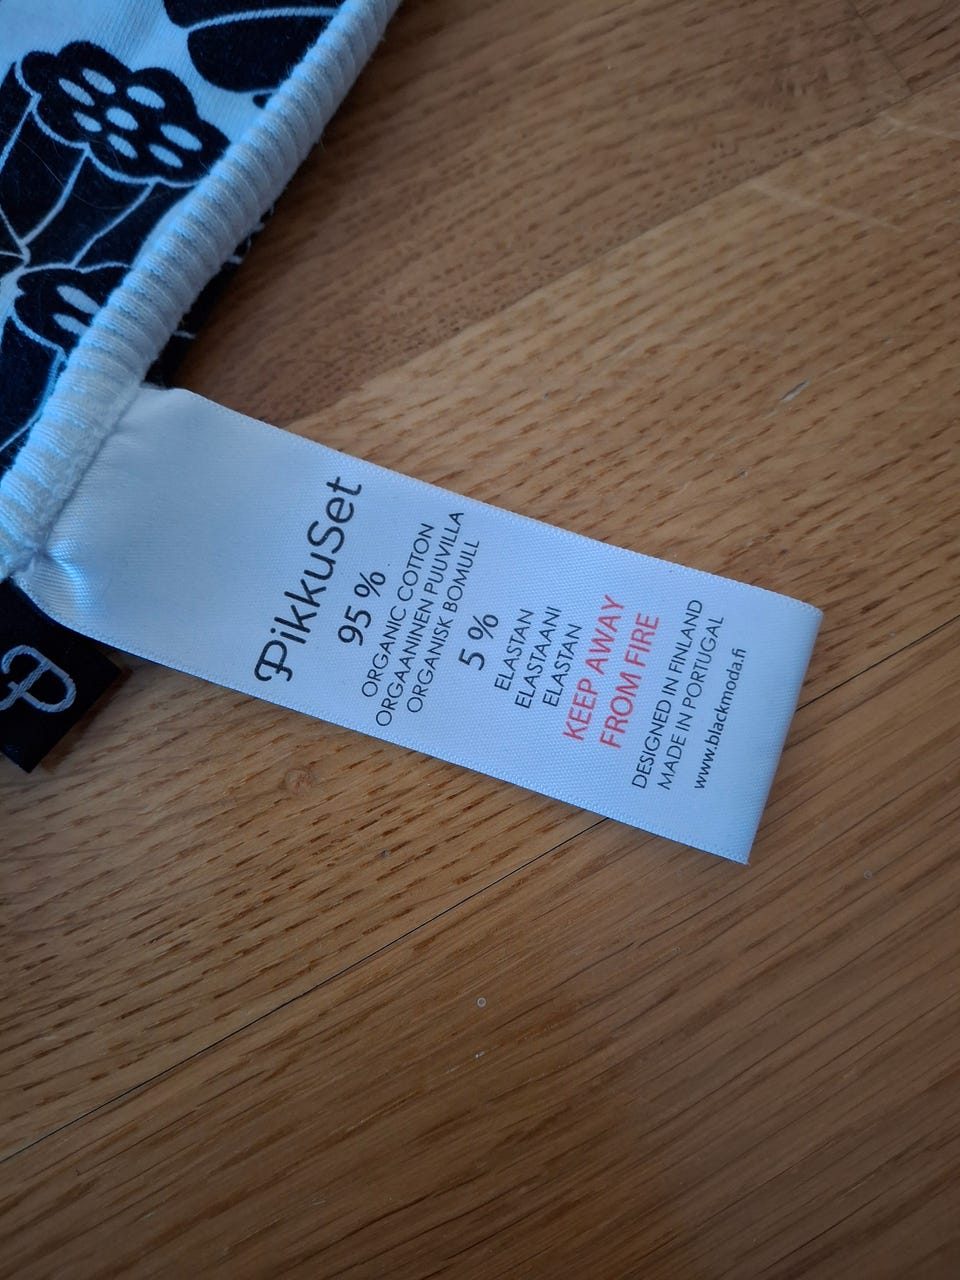 PikkuSet
95 %
ORGANIC COTTON
ORGAANINEN PUUVILLA
ORGANISK BOMULL
5 %
ELASTAN
ELASTAANI
ELASTAN
KEEP AWAY
FROM FIRE
DESIGNED IN FINLAND
MADE IN PORTUGAL
www.blackmoda.fi
P